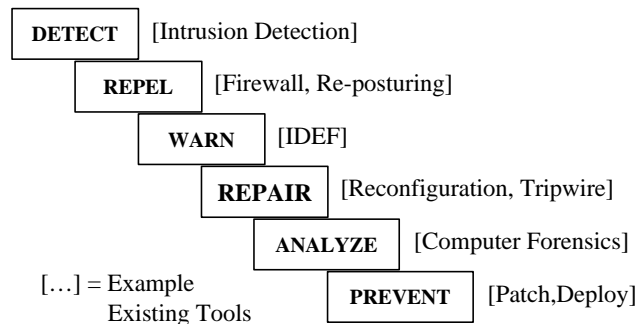 DETECT [Intrusion Detection]
REPEL [Firewall, Re-posturing]
WARN [IDEF]
REPAIR [Reconfiguration, Tripwire]
ANALYZE [Computer Forensics]
[…] = Example
PREVENT [Patch,Deploy]
Existing Tools